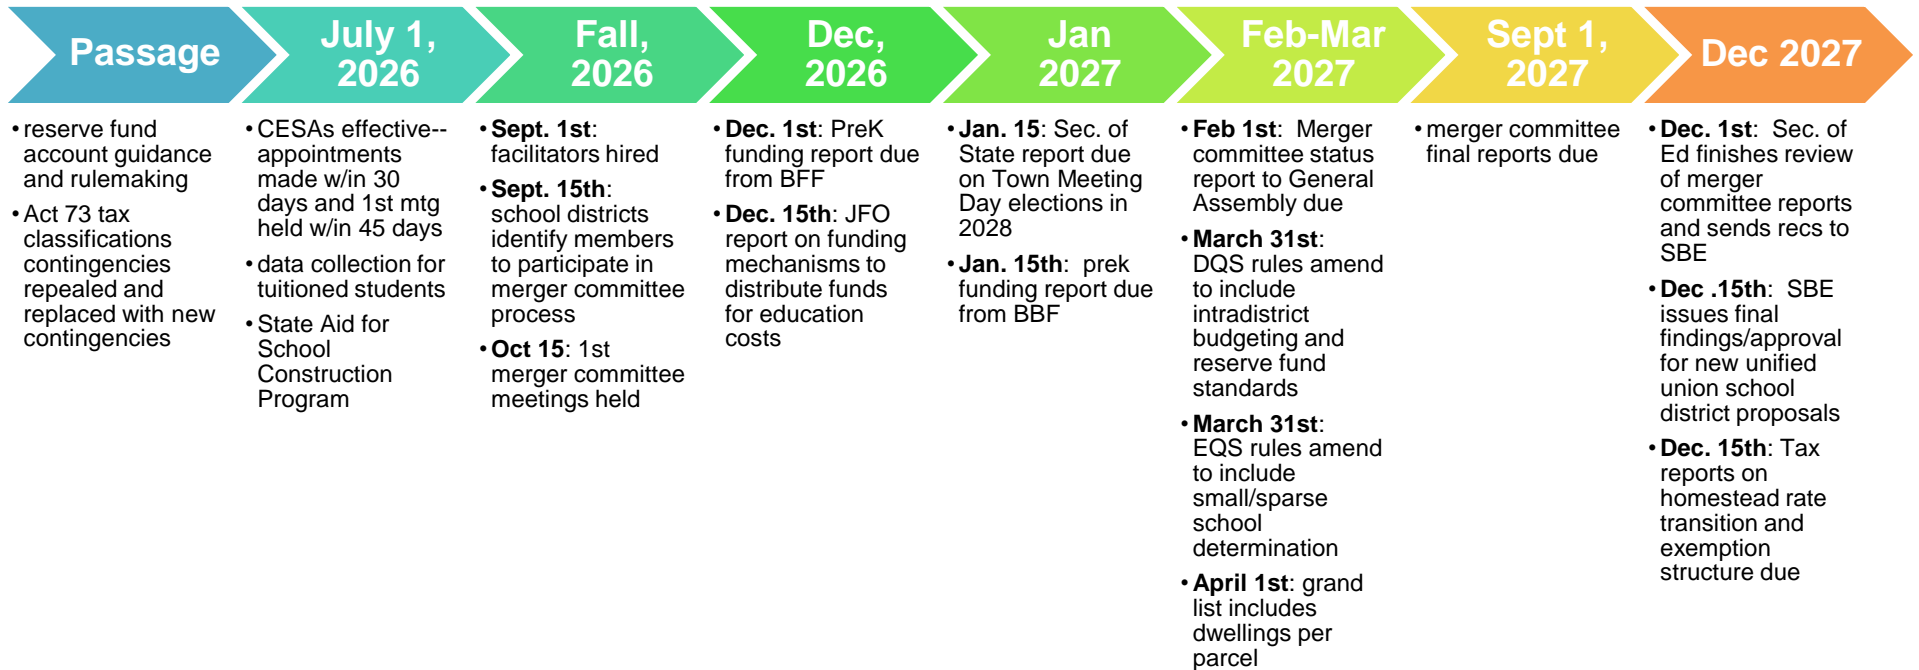 Passage
• reserve fund
account guidance
and rulemaking
• Act 73 tax
classifications
contingencies
repealed and
replaced with new
contingencies
July 1,
2026
• CESAs effective--
appointments
made w/in 30
days and 1st mtg
held w/in 45 days
• data collection for
tuitioned students
• State Aid for
School
Construction
Program
Fall,
2026
• Sept. 1st:
facilitators hired
• Sept. 15th:
school districts
identify members
to participate in
merger committee
process
• Oct 15: 1st
merger committee
meetings held
Dec,
2026
• Dec. 1st: PreK
funding report due
from BFF
• Dec. 15th: JFO
report on funding
mechanisms to
distribute funds
for education
costs
Jan
2027
• Jan. 15: Sec. of
State report due
on Town Meeting
Day elections in
2028
• Jan. 15th:  prek
funding report due
from BBF
Feb-Mar
2027
• Feb 1st:  Merger
committee status
report to General
Assembly due
• March 31st:
DQS rules amend
to include
intradistrict
budgeting and
reserve fund
standards
• March 31st:
EQS rules amend
to include
small/sparse
school
determination
• April 1st: grand
list includes
dwellings per
parcel
Sept 1,
2027
• merger committee
final reports due
Dec 2027
• Dec. 1st:  Sec. of
Ed finishes review
of merger
committee reports
and sends recs to
SBE
• Dec .15th:  SBE
issues final
findings/approval
for new unified
union school
district proposals
• Dec. 15th: Tax
reports on
homestead rate
transition and
exemption
structure due